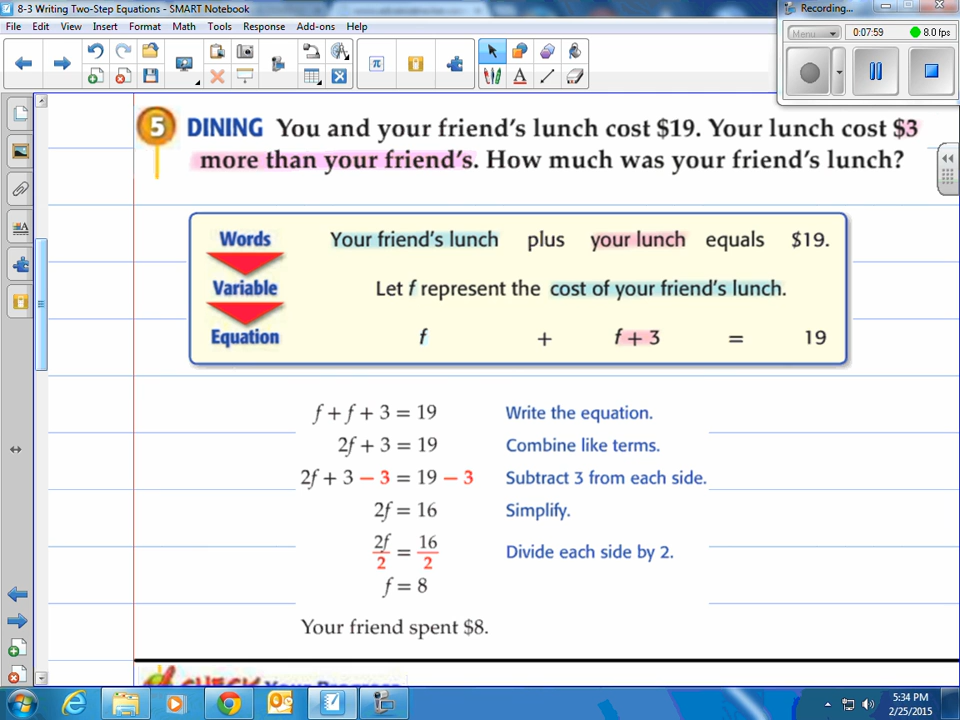 8-3 Writing Two-Step Equations - SMART Notebook
Recording...
File Edit View Insert Format Math Tools Response Add-ons Help
Menu 0:07:59 8.0 fps
5 DINING You and your friend's lunch cost $19. Your lunch cost $3
more than your friend's. How much was your friend's lunch?
Words Your friend's lunch plus your lunch equals $19.
Variable Let f represent the cost of your friend's lunch.
Equation f + f + 3 = 19
f + f + 3 = 19 Write the equation.
2f + 3 = 19 Combine like terms.
2f + 3 − 3 = 19 − 3 Subtract 3 from each side.
2f = 16 Simplify.
2f/2 = 16/2 Divide each side by 2.
f = 8
Your friend spent $8.
5:34 PM
2/25/2015